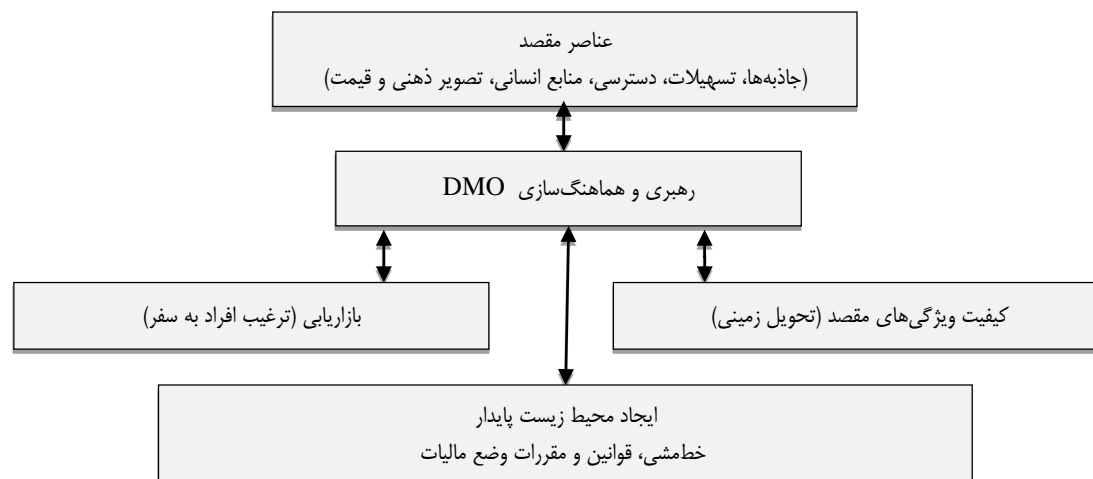 عناصر مقصد
(جاذبه‌ها، تسهیلات، دسترسی، منابع انسانی، تصویر ذهنی و قیمت)
رهبری و هماهنگ‌سازی DMO
کیفیت ویژگی‌های مقصد (تحویل زمینی)
بازاریابی (ترغیب افراد به سفر)
ایجاد محیط زیست پایدار
خط‌مشی، قوانین و مقررات وضع مالیات